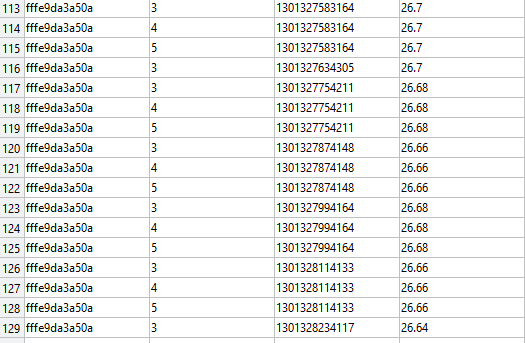 113 fffe9da3a50a 3 1301327583164 26.7
114 fffe9da3a50a 4 1301327583164 26.7
115 fffe9da3a50a 5 1301327583164 26.7
116 fffe9da3a50a 3 1301327634305 26.7
117 fffe9da3a50a 3 1301327754211 26.68
118 fffe9da3a50a 4 1301327754211 26.68
119 fffe9da3a50a 5 1301327754211 26.68
120 fffe9da3a50a 3 1301327874148 26.66
121 fffe9da3a50a 4 1301327874148 26.66
122 fffe9da3a50a 5 1301327874148 26.66
123 fffe9da3a50a 3 1301327994164 26.68
124 fffe9da3a50a 4 1301327994164 26.68
125 fffe9da3a50a 5 1301327994164 26.68
126 fffe9da3a50a 3 1301328114133 26.66
127 fffe9da3a50a 4 1301328114133 26.66
128 fffe9da3a50a 5 1301328114133 26.66
129 fffe9da3a50a 3 1301328234117 26.64